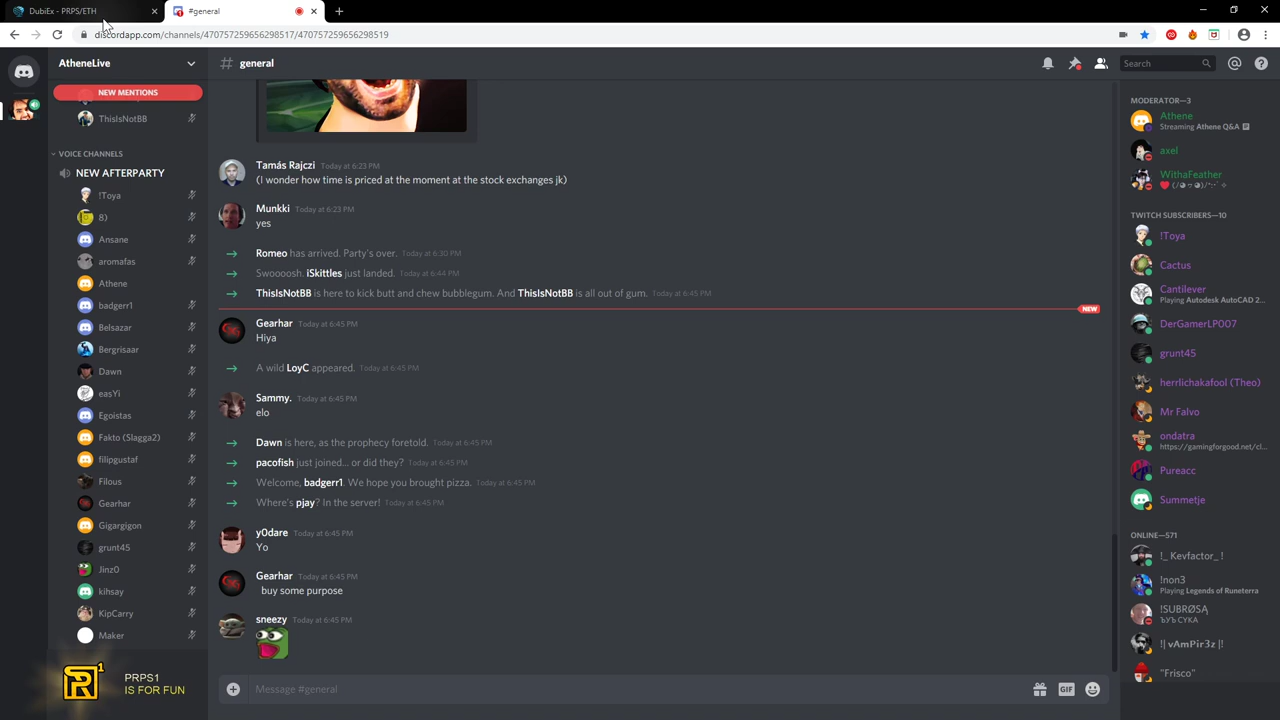 DubiEx - PRPS/ETH
#general
discordapp.com/channels/470757259656298517/470757259656298519
AtheneLive
# general
Search
NEW MENTIONS
ThisIsNotBB
VOICE CHANNELS
NEW AFTERPARTY
!Toya
8)
Ansane
aromafas
Athene
badgerr1
Belsazar
Bergrisaar
Dawn
easYi
Egoistas
Fakto (Slagga2)
filipgustaf
Filous
Gearhar
Gigargigon
grunt45
Jinz0
kihsay
KipCarry
Maker
PRPS1
IS FOR FUN
Tamás Rajczi Today at 6:23 PM
(I wonder how time is priced at the moment at the stock exchanges jk)
Munkki Today at 6:23 PM
yes
Romeo has arrived. Party's over. Today at 6:30 PM
Swoooosh. iSkittles just landed. Today at 6:44 PM
ThisIsNotBB is here to kick butt and chew bubblegum. And ThisIsNotBB is all out of gum. Today at 6:45 PM
NEW
Gearhar Today at 6:45 PM
Hiya
A wild LoyC appeared. Today at 6:45 PM
Sammy. Today at 6:45 PM
elo
Dawn is here, as the prophecy foretold. Today at 6:45 PM
pacofish just joined... or did they? Today at 6:45 PM
Welcome, badgerr1. We hope you brought pizza. Today at 6:45 PM
Where's pjay? In the server! Today at 6:45 PM
y0dare Today at 6:45 PM
Yo
Gearhar Today at 6:45 PM
buy some purpose
sneezy Today at 6:45 PM
Message #general
GIF
MODERATOR—3
Athene
Streaming Athene Q&A
axel
WithaFeather
TWITCH SUBSCRIBERS—10
!Toya
Cactus
Cantilever
Playing Autodesk AutoCAD 2...
DerGamerLP007
grunt45
herrlichakafool (Theo)
Mr Falvo
ondatra
https://gamingforgood.net/cl...
Pureacc
Summetje
ONLINE—571
!_ Kevfactor_ !
!non3
Playing Legends of Runeterra
!SUBRØSĄ
ЪУЪ CYKA
!| vAmPir3z |!
"Frisco"